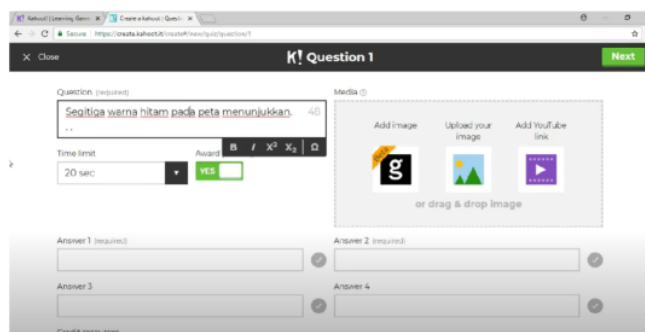 Kahoot! | Learning Game
Create a kahoot | Quest
Secure | https://create.kahoot.it/create#/new/quiz/question/1
Close
K! Question 1
Next
Question (required)
Segitiga warna hitam pada peta menunjukkan.
. .
48
B I X² X₂ Ω
Time limit
20 sec
Award
YES
Media
Add image
Upload your image
Add YouTube link
or drag & drop image
Answer 1 (required)
Answer 2 (required)
Answer 3
Answer 4